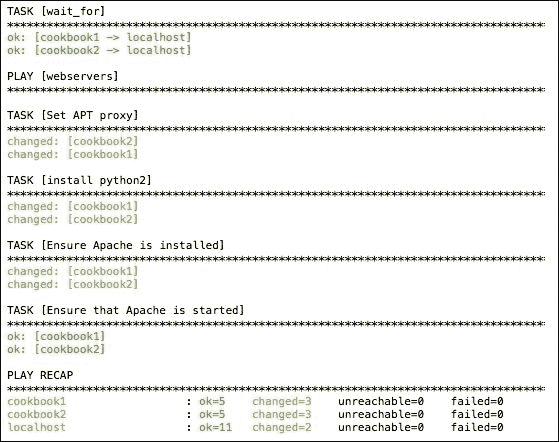 TASK [wait_for]
******************************************************************************
ok: [cookbook1 -> localhost]
ok: [cookbook2 -> localhost]
PLAY [webservers]
******************************************************************************
TASK [Set APT proxy]
******************************************************************************
changed: [cookbook2]
changed: [cookbook1]
TASK [install python2]
******************************************************************************
changed: [cookbook1]
changed: [cookbook2]
TASK [Ensure Apache is installed]
******************************************************************************
changed: [cookbook1]
changed: [cookbook2]
TASK [Ensure that Apache is started]
******************************************************************************
ok: [cookbook1]
ok: [cookbook2]
PLAY RECAP
******************************************************************************
cookbook1 : ok=5 changed=3 unreachable=0 failed=0
cookbook2 : ok=5 changed=3 unreachable=0 failed=0
localhost : ok=11 changed=2 unreachable=0 failed=0